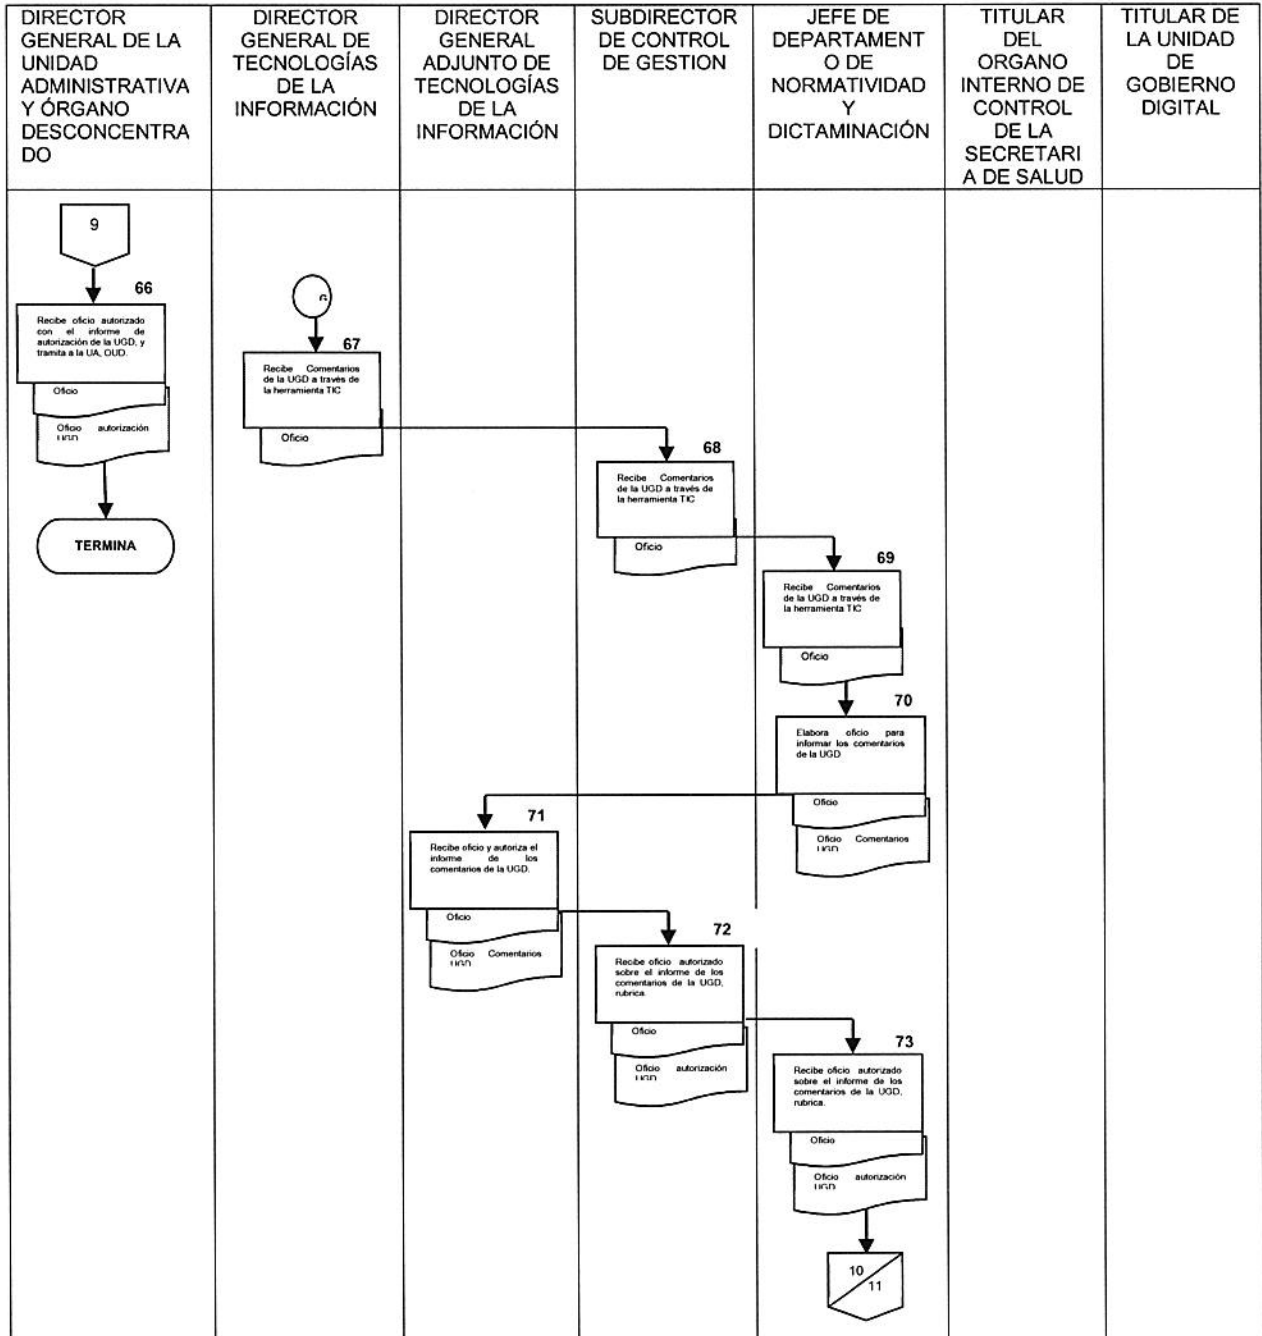 DIRECTOR
GENERAL DE LA
UNIDAD
ADMINISTRATIVA
Y ÓRGANO
DESCONCENTRA
DO
DIRECTOR
GENERAL DE
TECNOLOGÍAS
DE LA
INFORMACIÓN
DIRECTOR
GENERAL
ADJUNTO DE
TECNOLOGÍAS
DE LA
INFORMACIÓN
SUBDIRECTOR
DE CONTROL
DE GESTION
JEFE DE
DEPARTAMENT
O DE
NORMATIVIDAD
Y
DICTAMINACIÓN
TITULAR
DEL
ORGANO
INTERNO DE
CONTROL
DE LA
SECRETARI
A DE SALUD
TITULAR DE
LA UNIDAD
DE
GOBIERNO
DIGITAL
9
66
Recibe oficio autorizado
con el informe de
autorización de la UGD, y
tramita a la UA, OUD.
Oficio
Oficio autorización
UGD
TERMINA
67
Recibe Comentarios
de la UGD a través de
la herramienta TIC
Oficio
68
Recibe Comentarios
de la UGD a través de
la herramienta TIC
Oficio
69
Recibe Comentarios
de la UGD a través de
la herramienta TIC
Oficio
70
Elabora oficio para
informar los comentarios
de la UGD
Oficio
Oficio Comentarios
UGD
71
Recibe oficio y autoriza el
informe de los
comentarios de la UGD.
Oficio
Oficio Comentarios
UGD
72
Recibe oficio autorizado
sobre el informe de los
comentarios de la UGD,
rubrica.
Oficio
Oficio autorización
UGD
73
Recibe oficio autorizado
sobre el informe de los
comentarios de la UGD,
rubrica.
Oficio
Oficio autorización
UGD
10
11